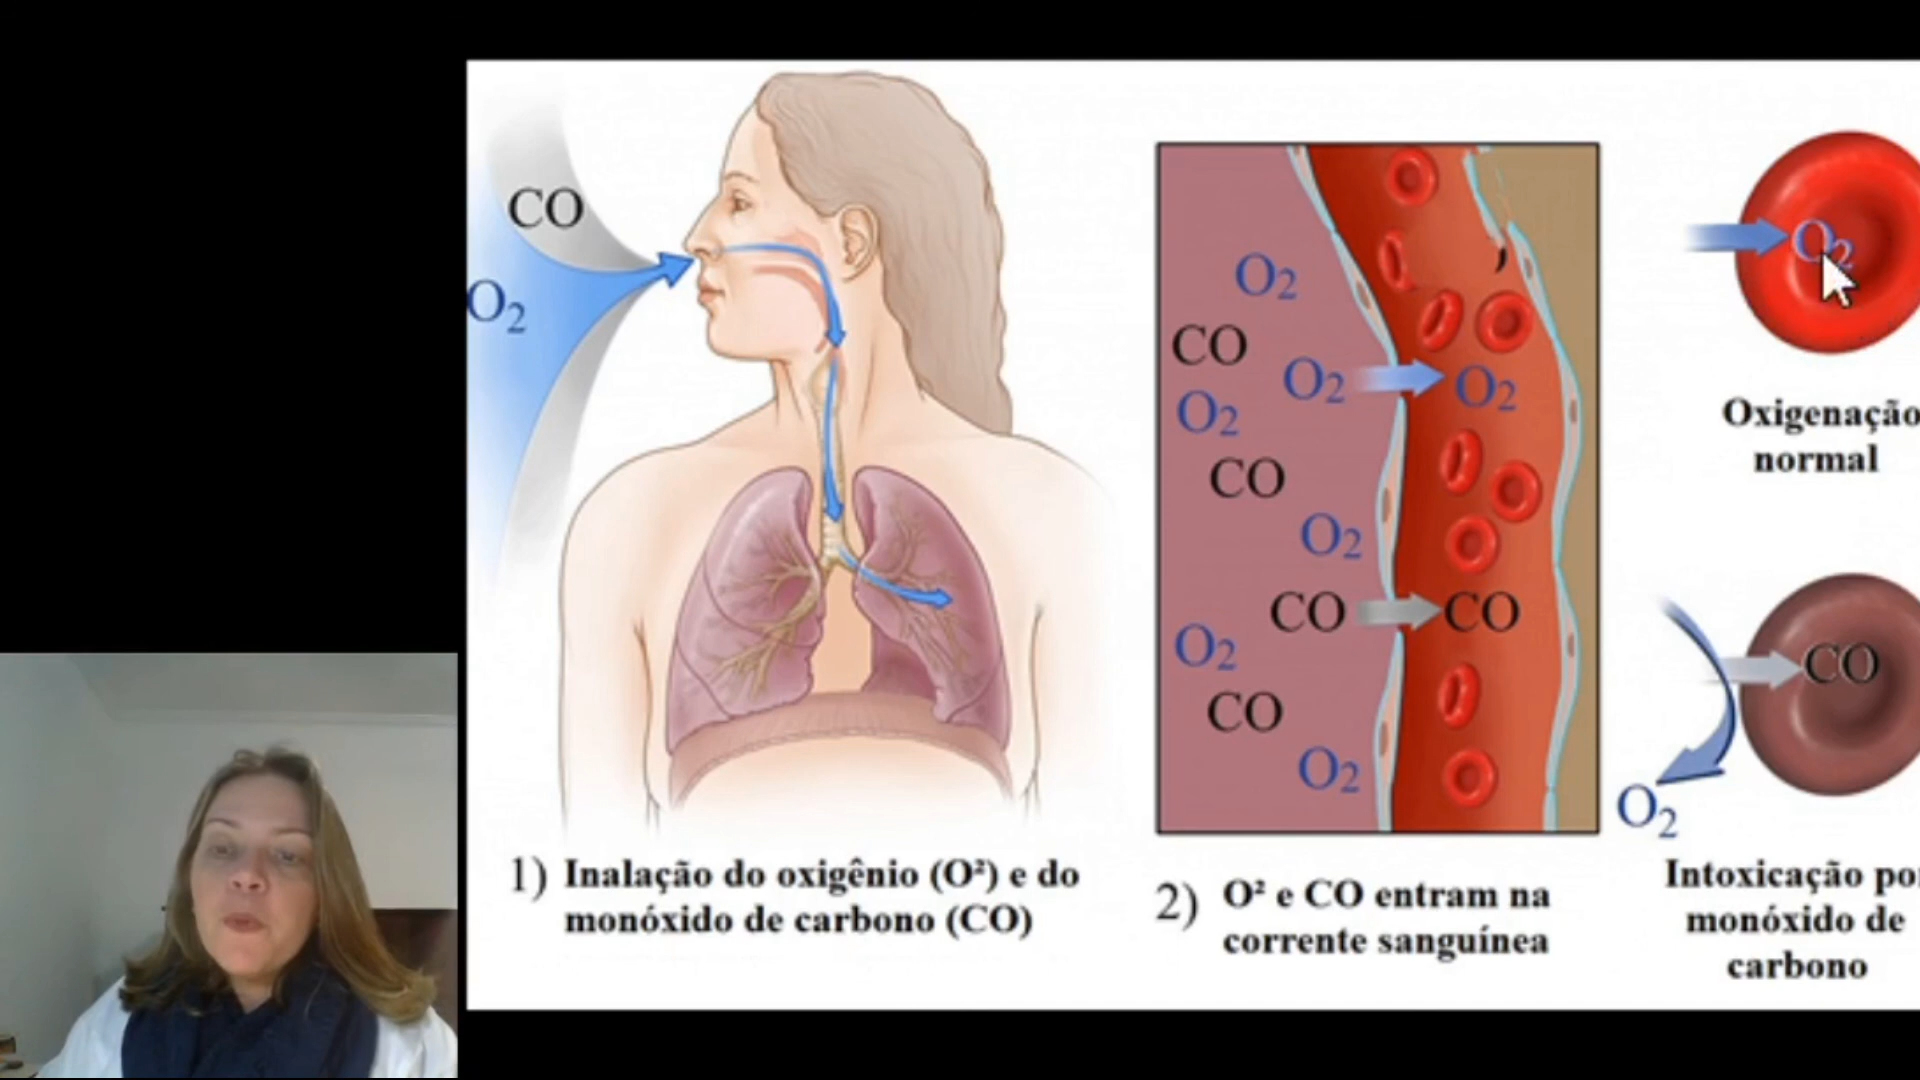 CO
O2
1) Inalação do oxigênio (O²) e do
monóxido de carbono (CO)
O2
CO
O2
O2
O2
CO
O2
CO
CO
O2
CO
O2
2) O² e CO entram na
corrente sanguínea
O2
Oxigenação
normal
CO
O2
Intoxicação por
monóxido de
carbono